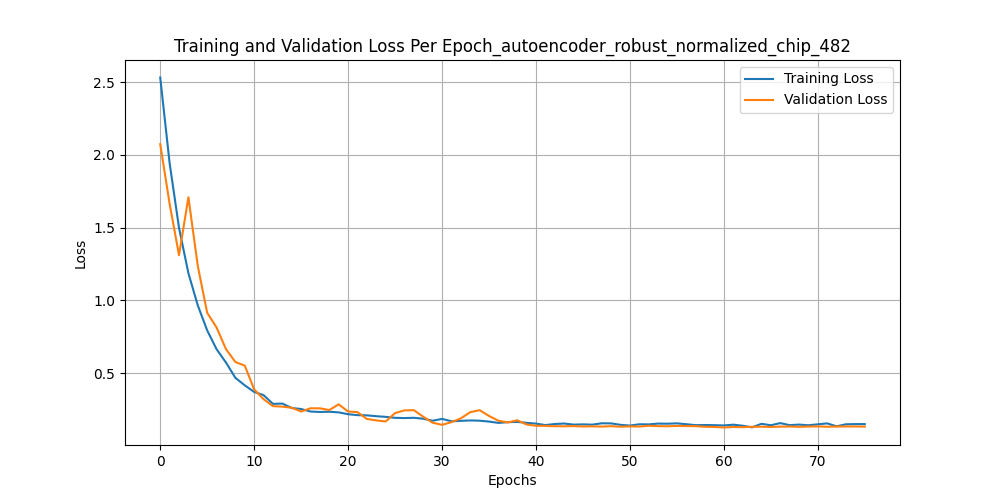 Training and Validation Loss Per Epoch_autoencoder_robust_normalized_chip_482
Training Loss
Validation Loss
2.5
2.0
1.5
1.0
0.5
Loss
0 10 20 30 40 50 60 70
Epochs